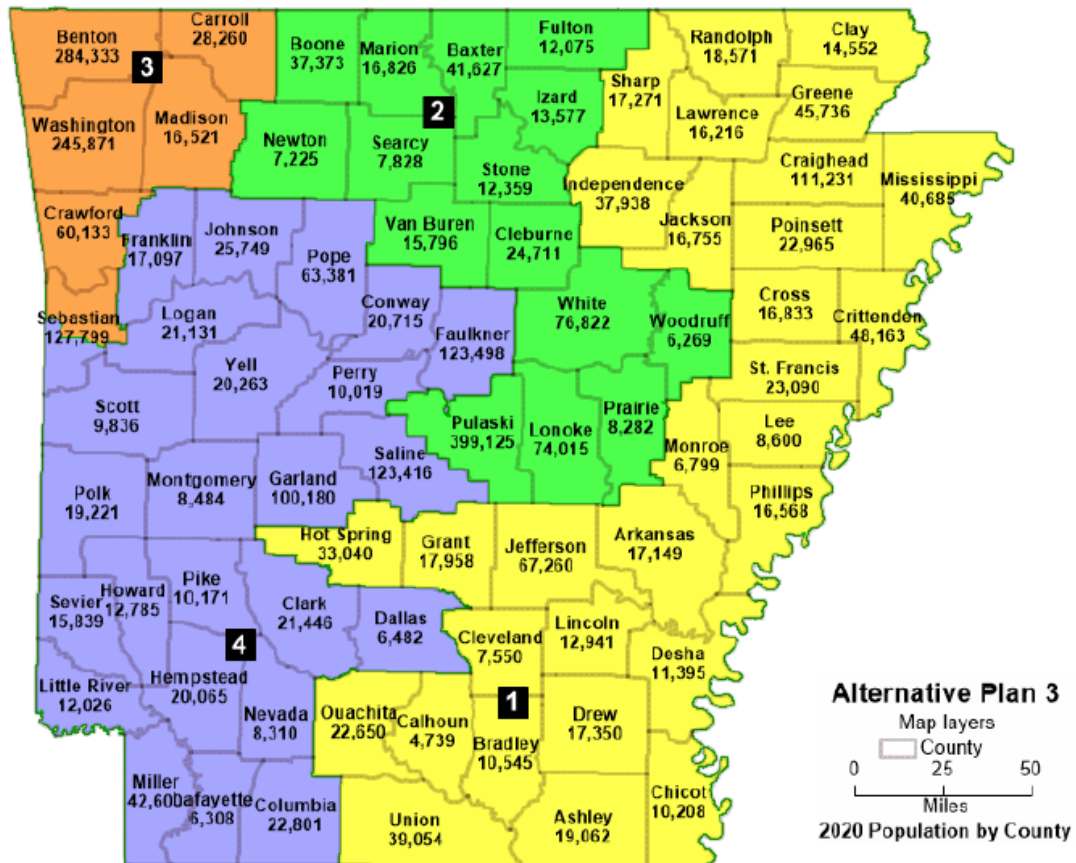 Benton
284,333
Carroll
28,260
3
Washington
245,871
Madison
16,521
Crawford
60,133
Sebastian
127,799
Boone
37,373
Marion
16,826
Baxter
41,627
Fulton
12,075
2
Izard
13,577
Newton
7,225
Searcy
7,828
Stone
12,359
Van Buren
15,796
Cleburne
24,711
White
76,822
Woodruff
6,269
Pulaski
399,125
Lonoke
74,015
Prairie
8,282
Randolph
18,571
Clay
14,552
Sharp
17,271
Lawrence
16,216
Greene
45,736
Independence
37,938
Jackson
16,755
Craighead
111,231
Mississippi
40,685
Poinsett
22,965
Cross
16,833
Crittenden
48,163
St. Francis
23,090
Lee
8,600
Monroe
6,799
Phillips
16,568
Franklin
17,097
Johnson
25,749
Pope
63,381
Logan
21,131
Conway
20,715
Faulkner
123,498
Yell
20,263
Perry
10,019
Scott
9,836
Saline
123,416
Polk
19,221
Montgomery
8,484
Garland
100,180
Hot Spring
33,040
Grant
17,958
Jefferson
67,260
Arkansas
17,149
Sevier
15,839
Howard
12,785
Pike
10,171
Clark
21,446
Dallas
6,482
4
Little River
12,026
Hempstead
20,065
Nevada
8,310
Miller
42,600
Lafayette
6,308
Columbia
22,801
Cleveland
7,550
Lincoln
12,941
Desha
11,395
1
Ouachita
22,650
Calhoun
4,739
Bradley
10,545
Drew
17,350
Union
39,054
Ashley
19,062
Chicot
10,208
Alternative Plan 3
Map layers
County
0 25 50
Miles
2020 Population by County